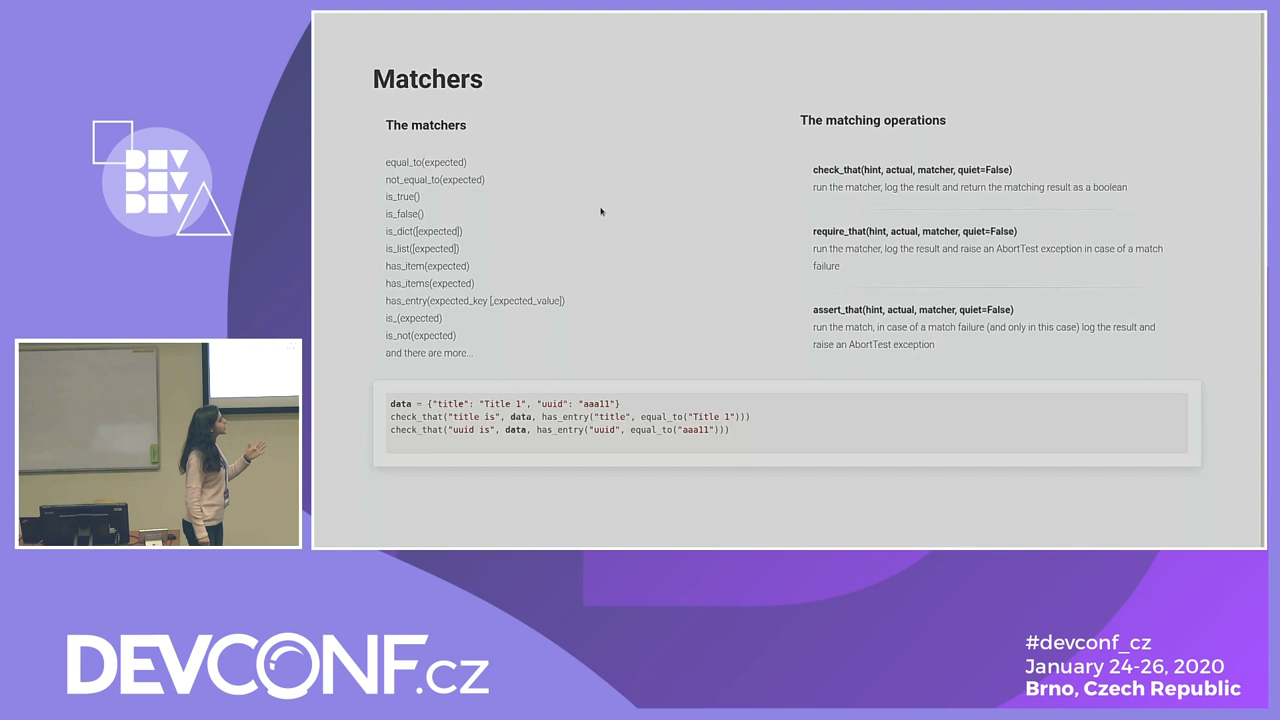 Matchers
The matchers
equal_to(expected)
not_equal_to(expected)
is_true()
is_false()
is_dict([expected])
is_list([expected])
has_item(expected)
has_items(expected)
has_entry(expected_key [,expected_value])
is_(expected)
is_not(expected)
and there are more...
The matching operations
check_that(hint, actual, matcher, quiet=False)
run the matcher, log the result and return the matching result as a boolean
require_that(hint, actual, matcher, quiet=False)
run the matcher, log the result and raise an AbortTest exception in case of a match
failure
assert_that(hint, actual, matcher, quiet=False)
run the match, in case of a match failure (and only in this case) log the result and
raise an AbortTest exception
data = {"title": "Title 1", "uuid": "aaa11"}
check_that("title is", data, has_entry("title", equal_to("Title 1")))
check_that("uuid is", data, has_entry("uuid", equal_to("aaa11")))
DEV
DEV
DEV
DEVCONF.cz
#devconf_cz
January 24-26, 2020
Brno, Czech Republic